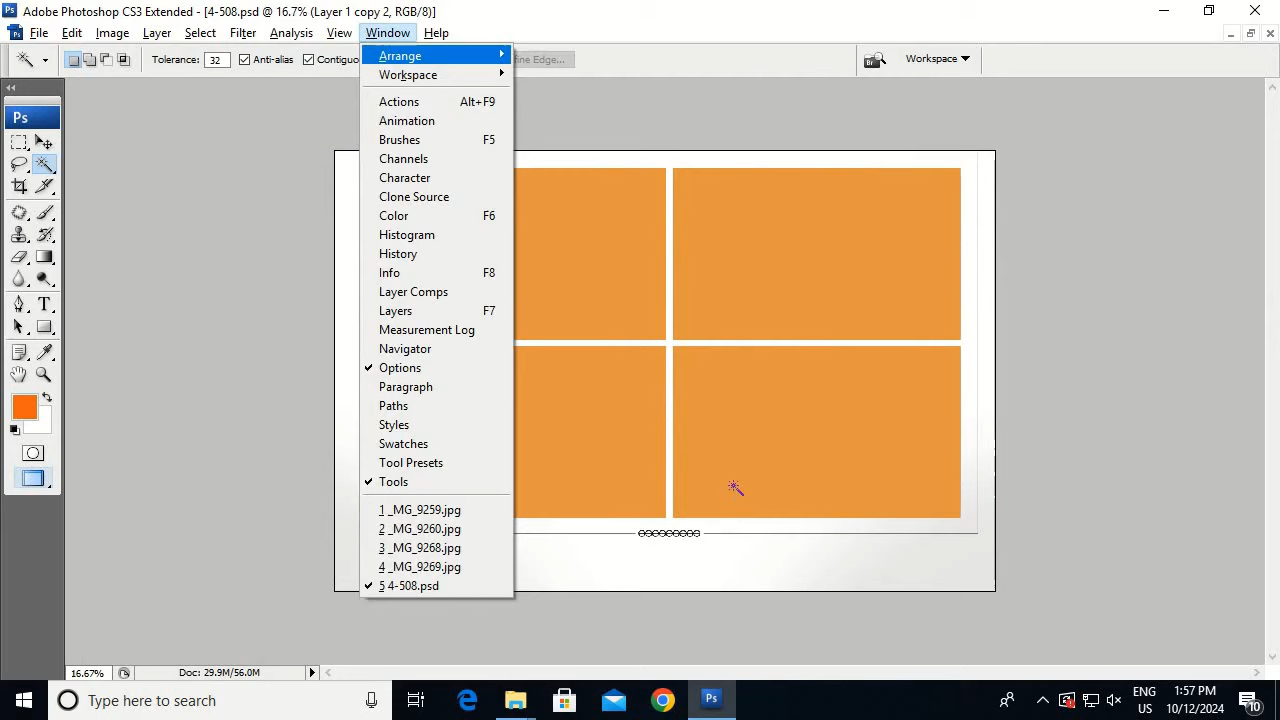 Adobe Photoshop CS3 Extended - [4-508.psd @ 16.7% (Layer 1 copy 2, RGB/8)]
File Edit Image Layer Select Filter Analysis View Window Help
Tolerance: 32 Anti-alias Contiguo fine Edge... Br Workspace
Arrange
Workspace
Actions Alt+F9
Animation
Brushes F5
Channels
Character
Clone Source
Color F6
Histogram
History
Info F8
Layer Comps
Layers F7
Measurement Log
Navigator
Options
Paragraph
Paths
Styles
Swatches
Tool Presets
Tools
1 _MG_9259.jpg
2 _MG_9260.jpg
3 _MG_9268.jpg
4 _MG_9269.jpg
5 4-508.psd
Ps
T
16.67% Doc: 29.9M/56.0M
Type here to search
Ps
ENG
US
1:57 PM
10/12/2024
10